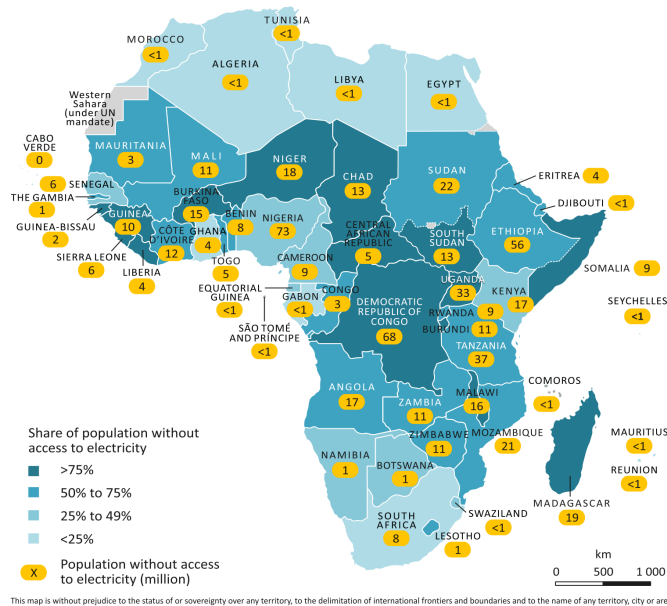 TUNISIA
<1
MOROCCO
<1
ALGERIA
<1
LIBYA
<1
EGYPT
<1
Western
Sahara
(under UN
mandate)
CABO
VERDE
0
MAURITANIA
3
MALI
11
NIGER
18
CHAD
13
SUDAN
22
ERITREA 4
6 SENEGAL
THE GAMBIA
1
GUINEA-BISSAU
2
GUINEA
10
SIERRA LEONE
6
LIBERIA
4
CÔTE
D'IVOIRE
12
BURKINA
FASO
15
GHANA
4
TOGO
5
BENIN
8
NIGERIA
73
CAMEROON
9
CENTRAL
AFRICAN
REPUBLIC
5
SOUTH
SUDAN
13
DJIBOUTI <1
ETHIOPIA
56
SOMALIA 9
EQUATORIAL
GUINEA
<1
SÃO TOMÉ
AND PRÍNCIPE
<1
GABON
<1
CONGO
3
DEMOCRATIC
REPUBLIC OF
CONGO
68
UGANDA
33
KENYA
17
RWANDA 9
BURUNDI 11
TANZANIA
37
SEYCHELLES
<1
COMOROS
<1
ANGOLA
17
ZAMBIA
11
MALAWI
16
ZIMBABWE
11
MOZAMBIQUE
21
MADAGASCAR
19
MAURITIUS
<1
REUNION
<1
NAMIBIA
1
BOTSWANA
1
SOUTH
AFRICA
8
SWAZILAND
<1
LESOTHO
1
Share of population without
access to electricity
>75%
50% to 75%
25% to 49%
<25%
X Population without access
to electricity (million)
km
0 500 1 000
This map is without prejudice to the status of or sovereignty over any territory, to the delimitation of international frontiers and boundaries and to the name of any territory, city or are